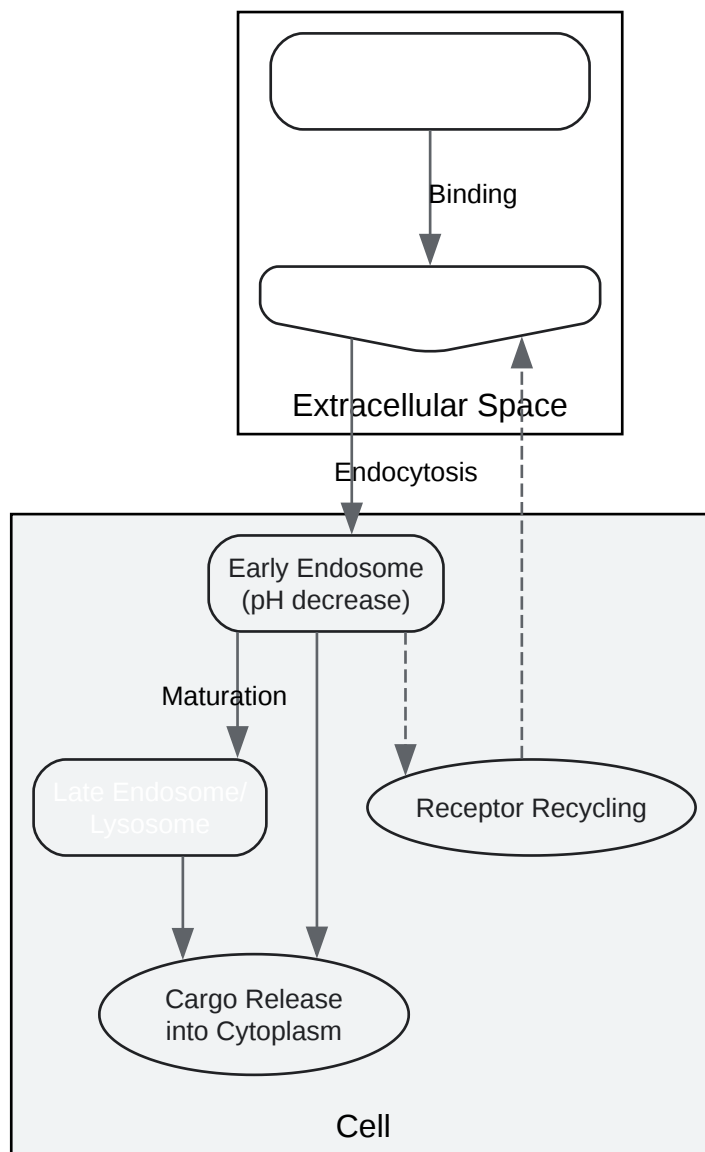 Binding
Extracellular Space
Endocytosis
Early Endosome
(pH decrease)
Maturation
Late Endosome/
Lysosome
Receptor Recycling
Cargo Release
into Cytoplasm
Cell